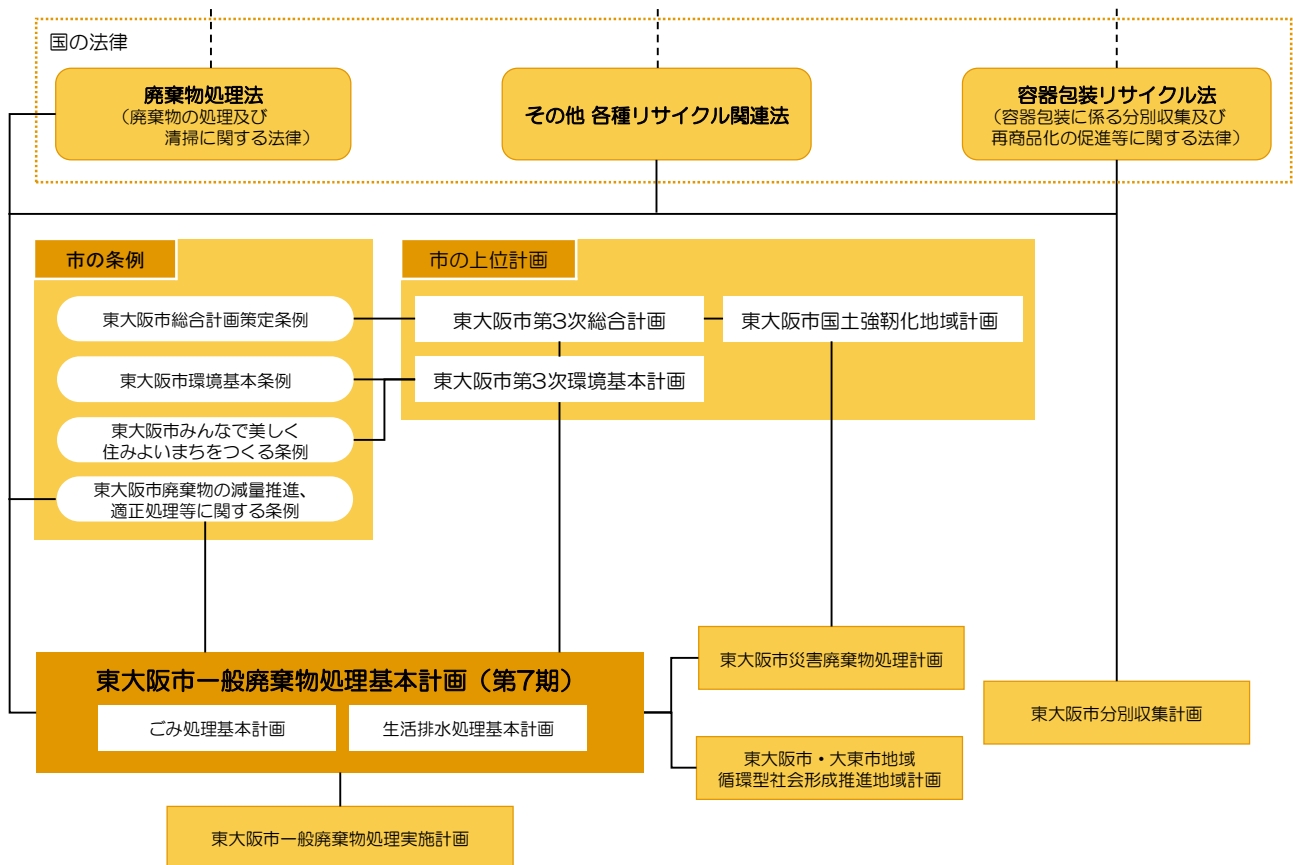 国の法律
廃棄物処理法
（廃棄物の処理及び
清掃に関する法律）
その他 各種リサイクル関連法
容器包装リサイクル法
（容器包装に係る分別収集及び
再商品化の促進等に関する法律）
市の条例
東大阪市総合計画策定条例
東大阪市環境基本条例
東大阪市みんなで美しく
住みよいまちをつくる条例
東大阪市廃棄物の減量推進、
適正処理等に関する条例
市の上位計画
東大阪市第3次総合計画
東大阪市国土強靭化地域計画
東大阪市第3次環境基本計画
東大阪市一般廃棄物処理基本計画（第7期）
ごみ処理基本計画
生活排水処理基本計画
東大阪市災害廃棄物処理計画
東大阪市・大東市地域
循環型社会形成推進地域計画
東大阪市分別収集計画
東大阪市一般廃棄物処理実施計画